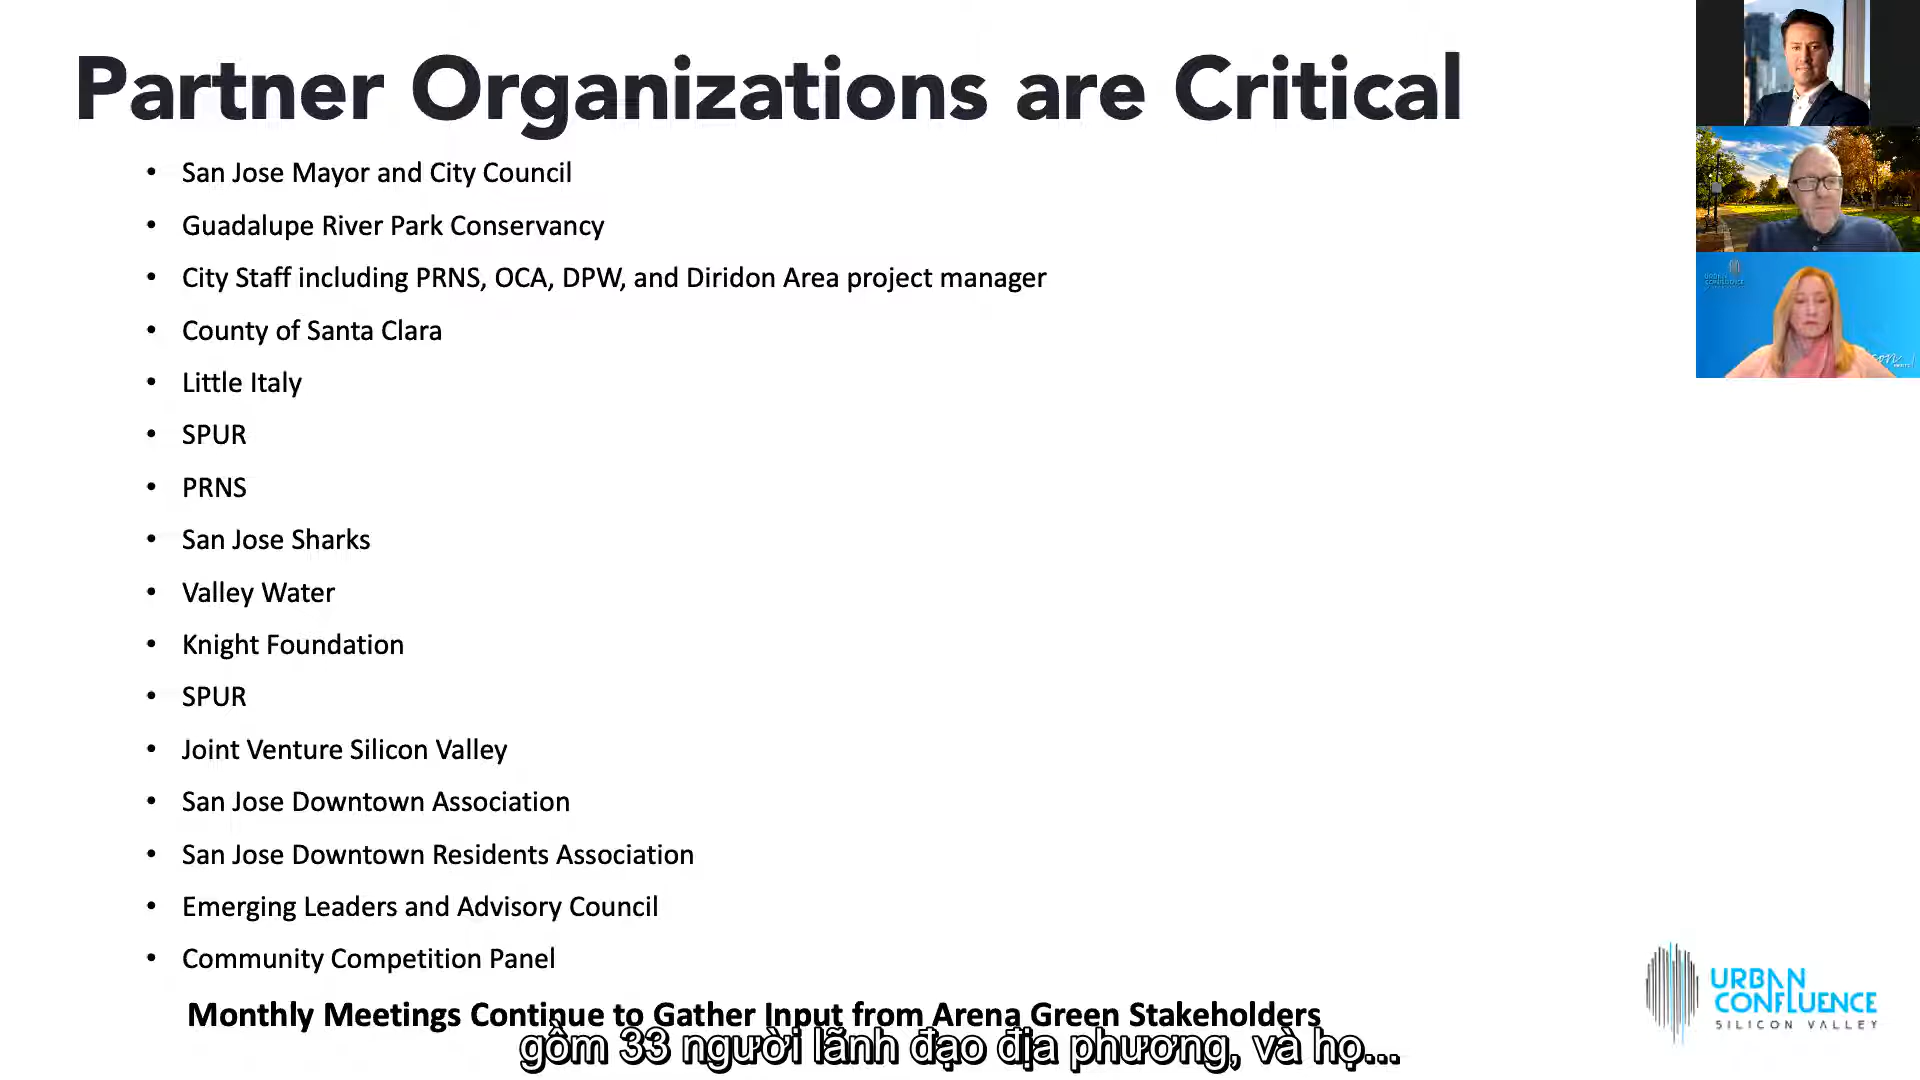 Partner Organizations are Critical
• San Jose Mayor and City Council
• Guadalupe River Park Conservancy
• City Staff including PRNS, OCA, DPW, and Diridon Area project manager
• County of Santa Clara
• Little Italy
• SPUR
• PRNS
• San Jose Sharks
• Valley Water
• Knight Foundation
• SPUR
• Joint Venture Silicon Valley
• San Jose Downtown Association
• San Jose Downtown Residents Association
• Emerging Leaders and Advisory Council
• Community Competition Panel
Monthly Meetings Continue to Gather Input from Arena Green Stakeholders
gồm 33 người lãnh đạo địa phương, và họ...
URBAN
CONFLUENCE
SILICON VALLEY